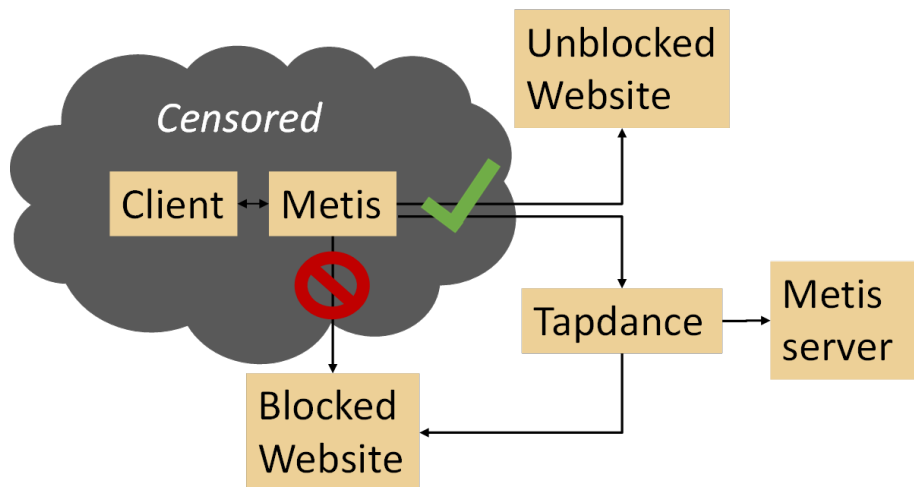 Unblocked
Website
Censored
Client
Metis
Tapdance
Metis
server
Blocked
Website